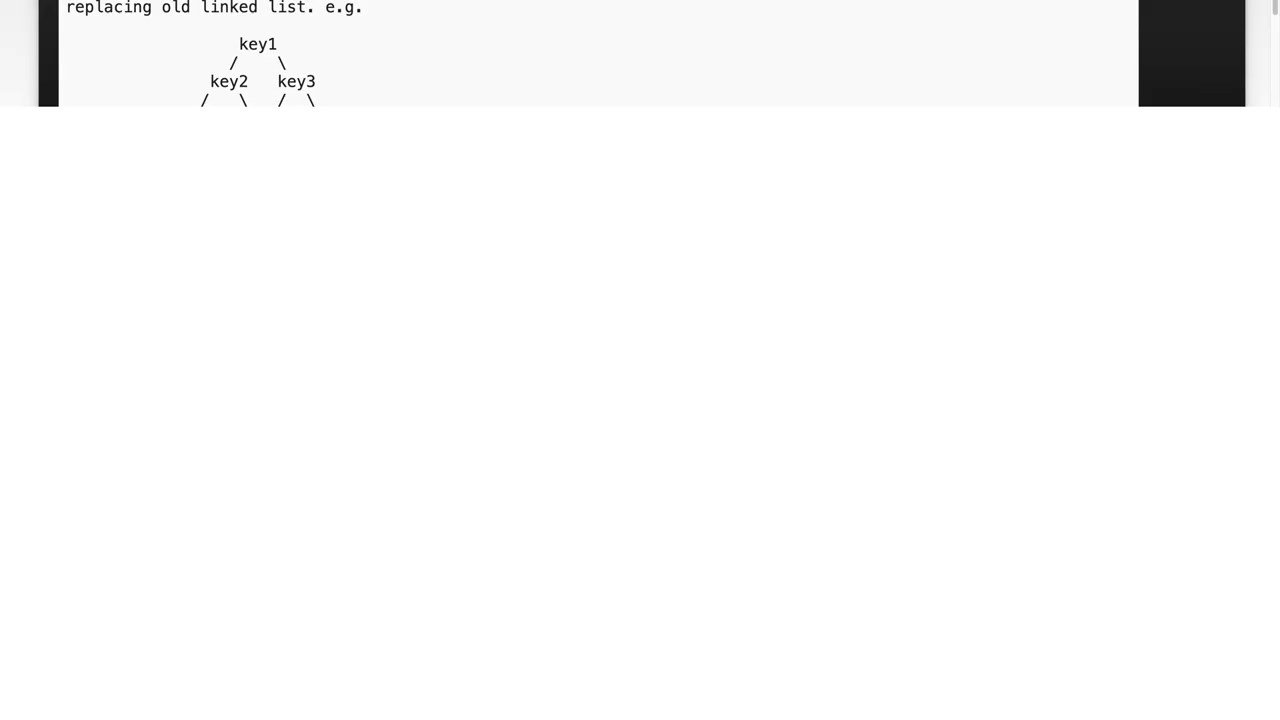 replacing old linked list. e.g.
key1
/ \
key2 key3
/ \ / \